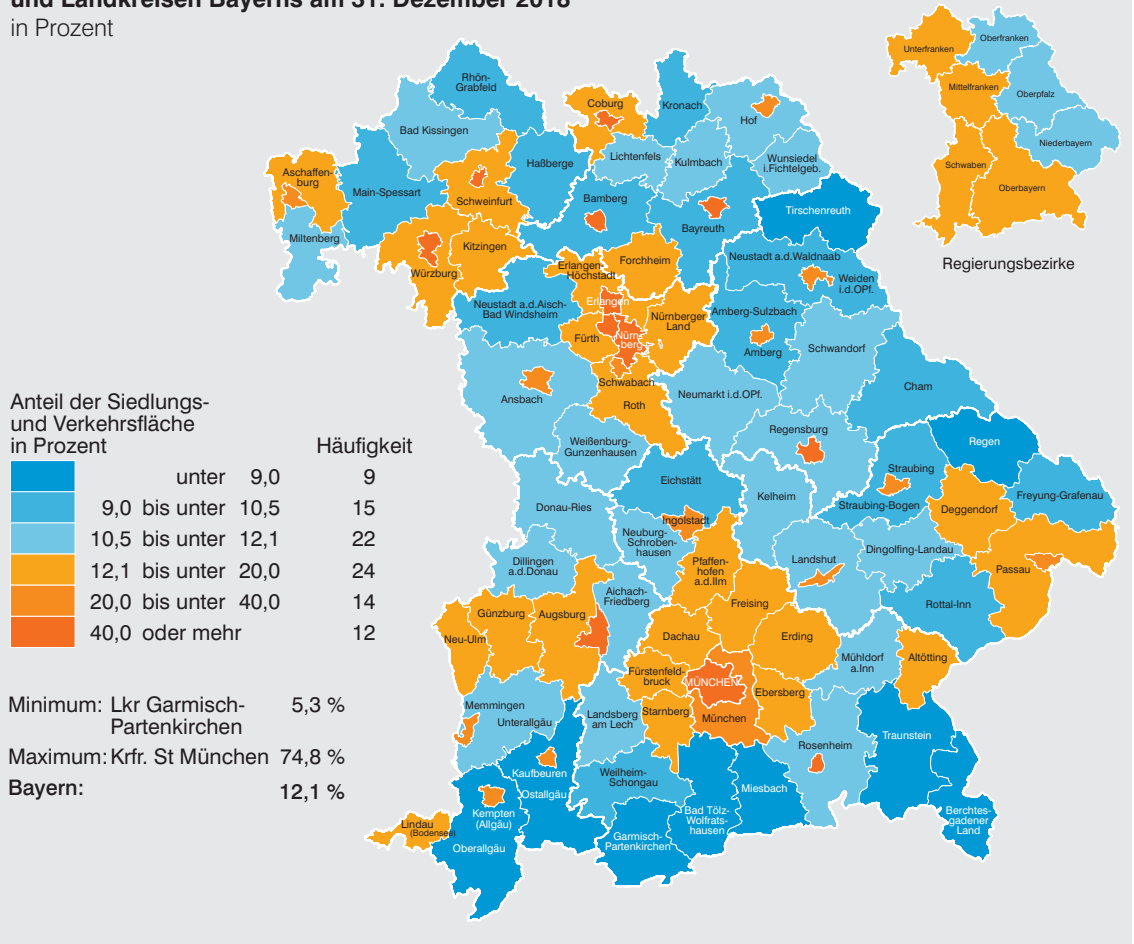 und Landkreisen Bayerns am 31. Dezember 2018
in Prozent
Unterfranken
Oberfranken
Mittelfranken
Oberpfalz
Niederbayern
Schwaben
Oberbayern
Regierungsbezirke
Rhön-
Grabfeld
Coburg
Kronach
Hof
Bad Kissingen
Lichtenfels
Kulmbach
Wunsiedel
i.Fichtelgeb.
Haßberge
Aschaffen-
burg
Main-Spessart
Schweinfurt
Bamberg
Bayreuth
Tirschenreuth
Miltenberg
Würzburg
Kitzingen
Erlangen-
Höchstadt
Forchheim
Neustadt a.d.Waldnaab
Weiden
i.d.OPf.
Neustadt a.d.Aisch-
Bad Windsheim
Erlangen
Fürth
Nürn-
berg
Nürnberger
Land
Amberg-Sulzbach
Amberg
Schwandorf
Ansbach
Schwabach
Roth
Neumarkt i.d.OPf.
Cham
Weißenburg-
Gunzenhausen
Regensburg
Regen
Eichstätt
Kelheim
Straubing
Straubing-Bogen
Freyung-Grafenau
Deggendorf
Donau-Ries
Ingolstadt
Neuburg-
Schroben-
hausen
Landshut
Dingolfing-Landau
Passau
Dillingen
a.d.Donau
Pfaffen-
hofen
a.d.Ilm
Aichach-
Friedberg
Freising
Rottal-Inn
Neu-Ulm
Günzburg
Augsburg
Dachau
Erding
Mühldorf
a.Inn
Altötting
Fürstenfeld-
bruck
MÜNCHEN
Ebersberg
Starnberg
München
Memmingen
Unterallgäu
Landsberg
am Lech
Rosenheim
Traunstein
Kaufbeuren
Ostallgäu
Weilheim-
Schongau
Miesbach
Bad Tölz-
Wolfrats-
hausen
Berchtes-
gadener
Land
Kempten
(Allgäu)
Lindau
(Bodensee)
Oberallgäu
Garmisch-
Partenkirchen
Anteil der Siedlungs-
und Verkehrsfläche
in Prozent Häufigkeit
unter 9,0 9
9,0 bis unter 10,5 15
10,5 bis unter 12,1 22
12,1 bis unter 20,0 24
20,0 bis unter 40,0 14
40,0 oder mehr 12
Minimum: Lkr Garmisch- 5,3 %
Partenkirchen
Maximum: Krfr. St München 74,8 %
Bayern: 12,1 %